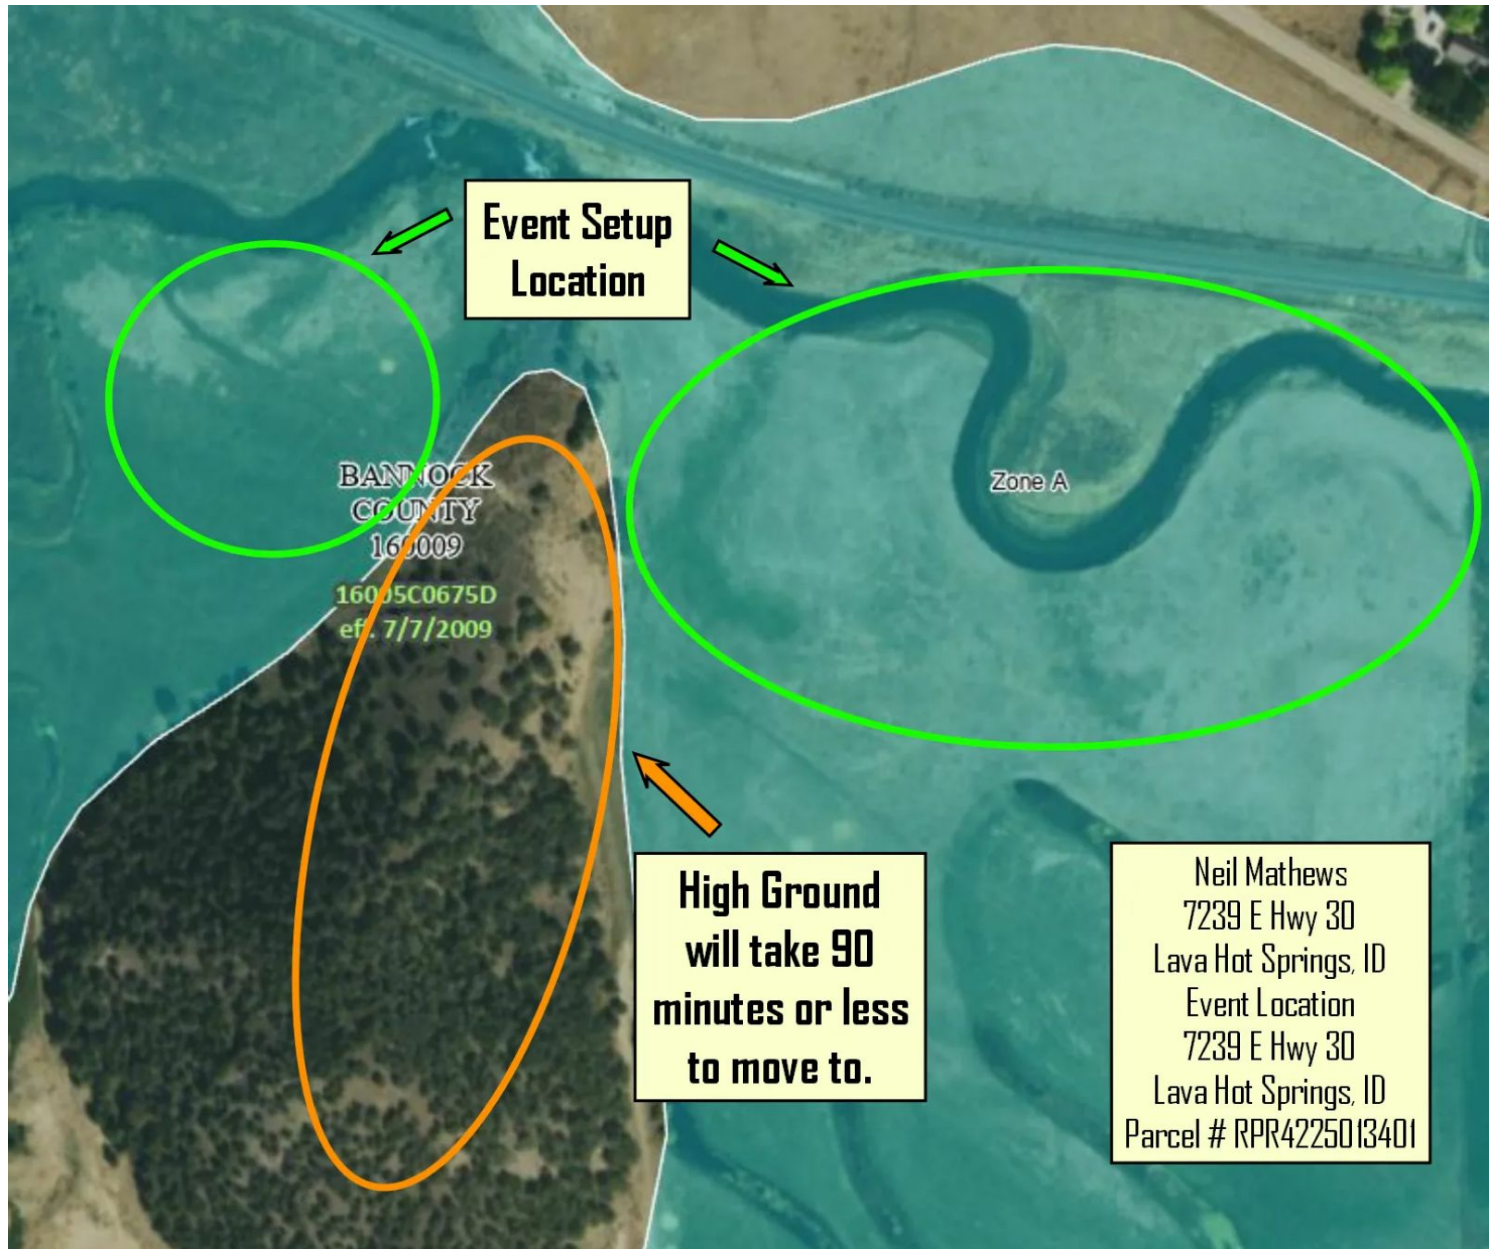 Event Setup
Location
Zone A
BANNOCK
COUNTY
160009
16005C0675D
eff. 7/7/2009
High Ground
will take 90
minutes or less
to move to.
Neil Mathews
7239 E Hwy 30
Lava Hot Springs, ID
Event Location
7239 E Hwy 30
Lava Hot Springs, ID
Parcel # RPR4225013401